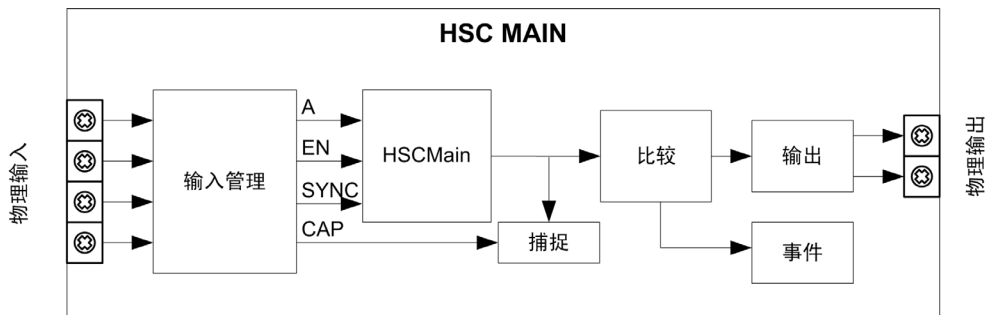 HSC MAIN
物理输入
输入管理
A
EN
SYNC
CAP
HSCMain
捕捉
比较
输出
事件
物理输出